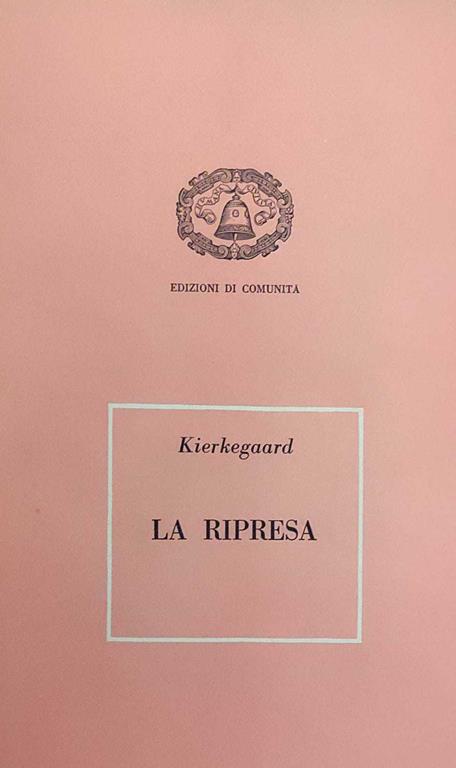 EDIZIONI DI COMUNITÀ
Kierkegaard
LA RIPRESA